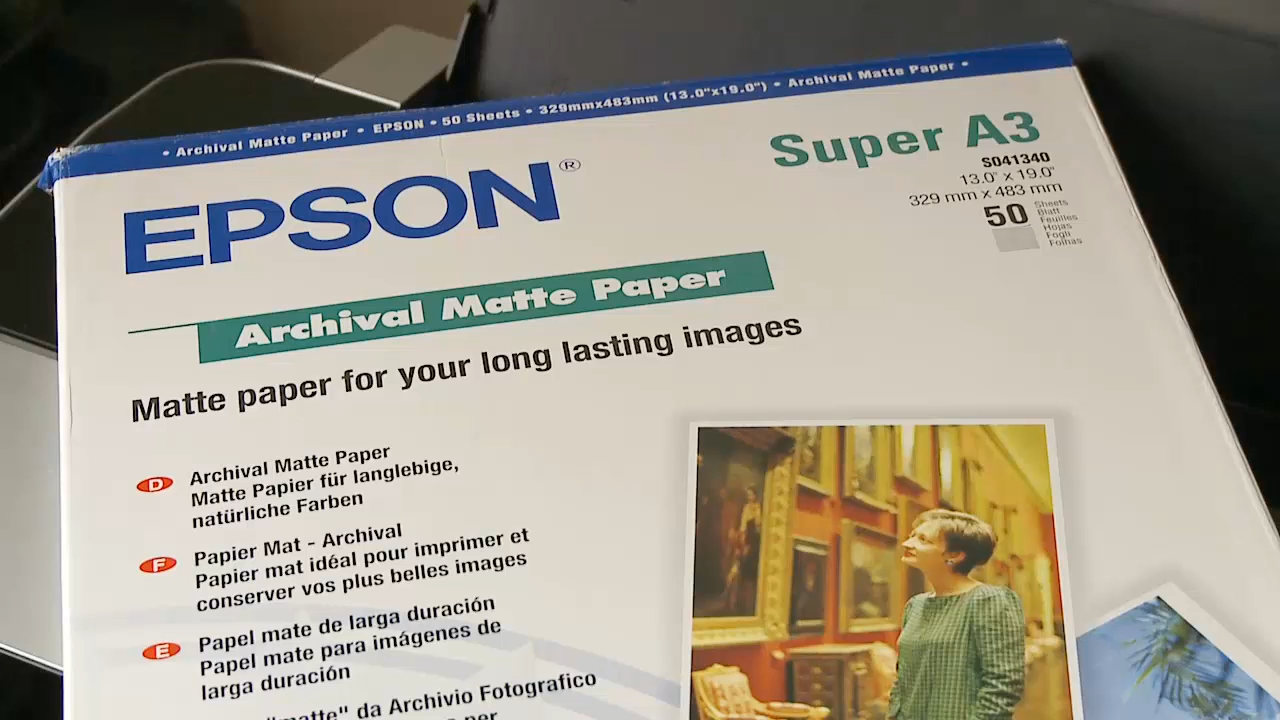 • Archival Matte Paper • EPSON • 50 Sheets • 329mmx483mm (13.0"x19.0") • Archival Matte Paper •
EPSON®
Super A3
S041340
13.0" x 19.0"
329 mm x 483 mm
50
Sheets
Blatt
Feuilles
Hojas
Fogli
Folhas
Archival Matte Paper
Matte paper for your long lasting images
D Archival Matte Paper
Matte Papier für langlebige,
natürliche Farben
F Papier Mat - Archival
Papier mat idéal pour imprimer et
conserver vos plus belles images
E Papel mate de larga duración
Papel mate para imágenes de
larga duración
"matte" da Archivio Fotografico
per